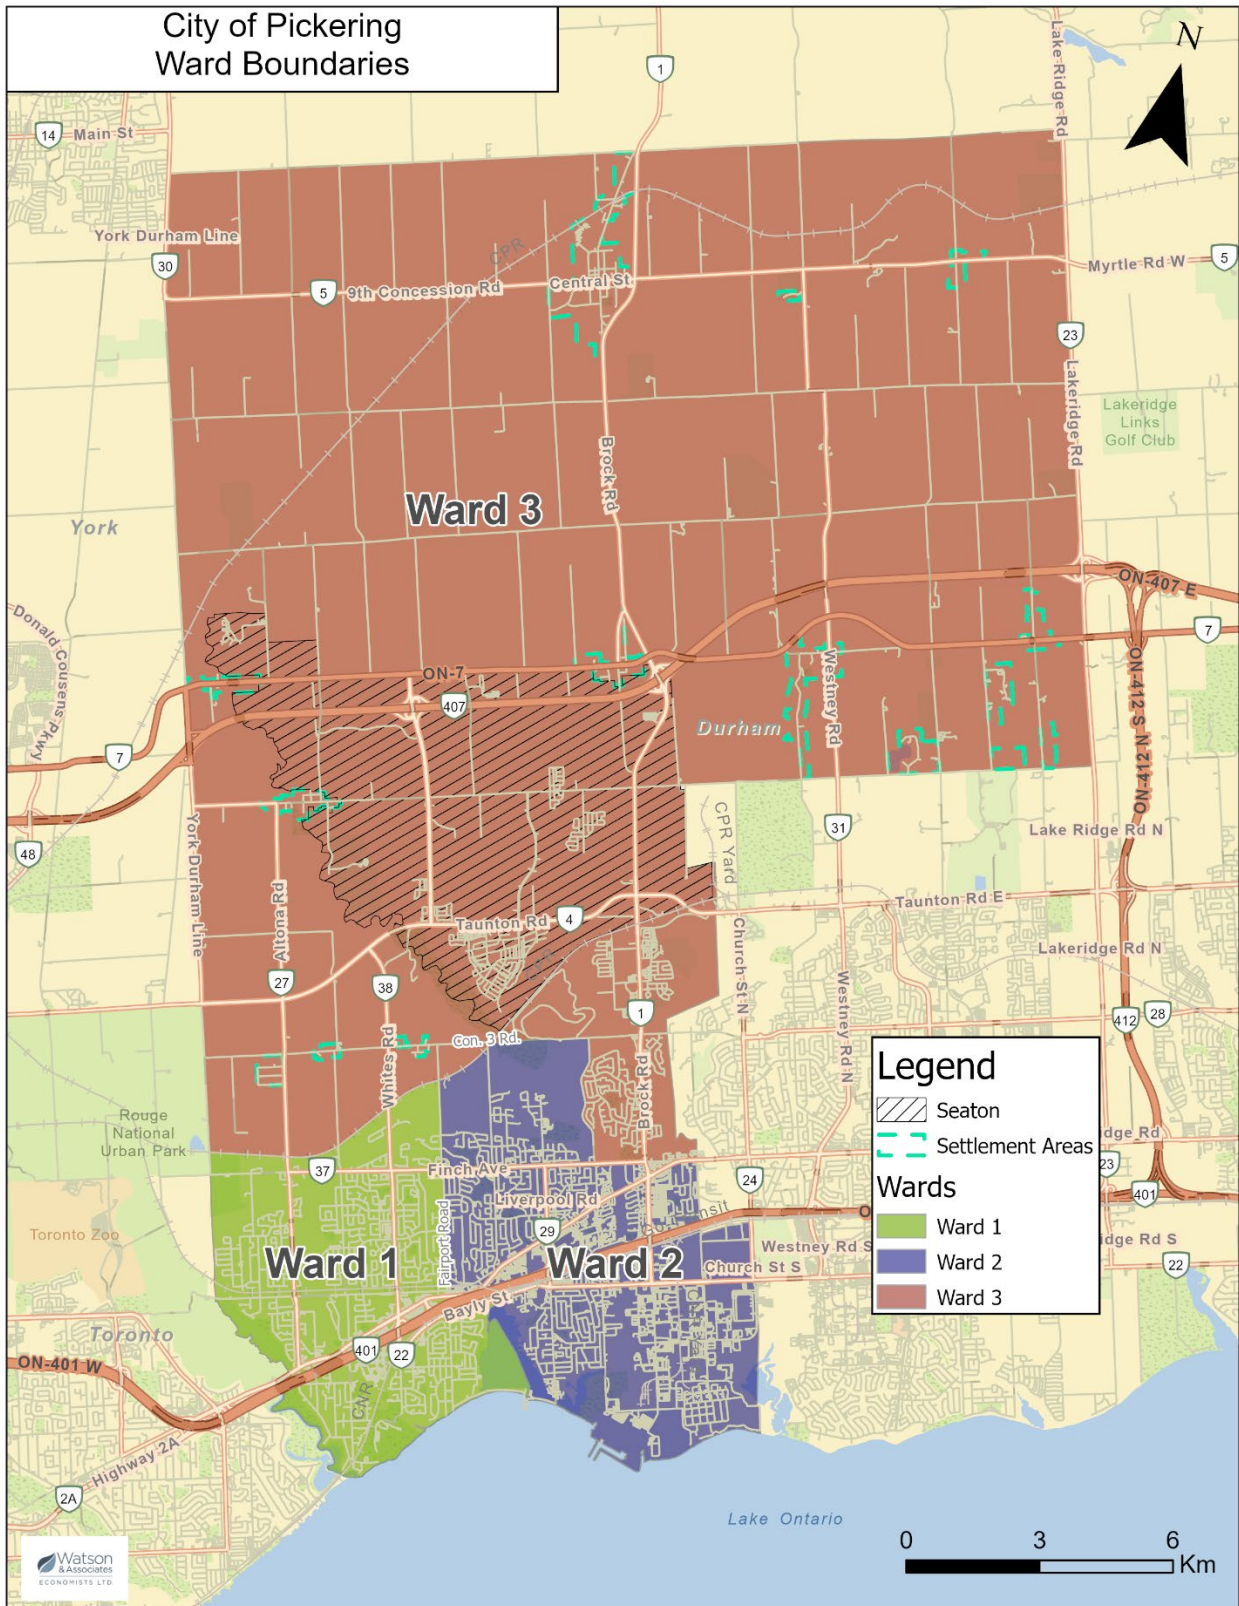 City of Pickering
Ward Boundaries
N
1
Lake Ridge Rd
14
Main St
E
York Durham Line
30
CPR
5
9th Concession Rd
Central St
Myrtle Rd W
5
23
Lakeridge Rd
Lakeridge
Links
Golf Club
Brock Rd
Ward 3
York
ON-407 E
Donald Cousens Pkwy
7
ON-7
407
Westney Rd
Durham
ON-412 S
ON-412 N
7
31
CPR Yard
Lake Ridge Rd N
48
York Durham Line
Altona Rd
Taunton Rd
4
Taunton Rd E
Church St N
Lakeridge Rd N
27
38
Westney Rd N
1
412
28
Con. 3 Rd.
Whites Rd
Brock Rd
Rouge
National
Urban Park
37
Finch Ave
Liverpool Rd
24
23
idge Rd
401
29
Fairport Road
Toronto Zoo
Ward 1
Ward 2
Westney Rd S
Church St S
idge Rd S
22
Bayly St
Toronto
401
22
ON-401 W
CNR
Highway 2A
2A
Lake Ontario
Legend
Seaton
Settlement Areas
Wards
Ward 1
Ward 2
Ward 3
0 3 6
Km
Watson
& Associates
ECONOMISTS LTD.